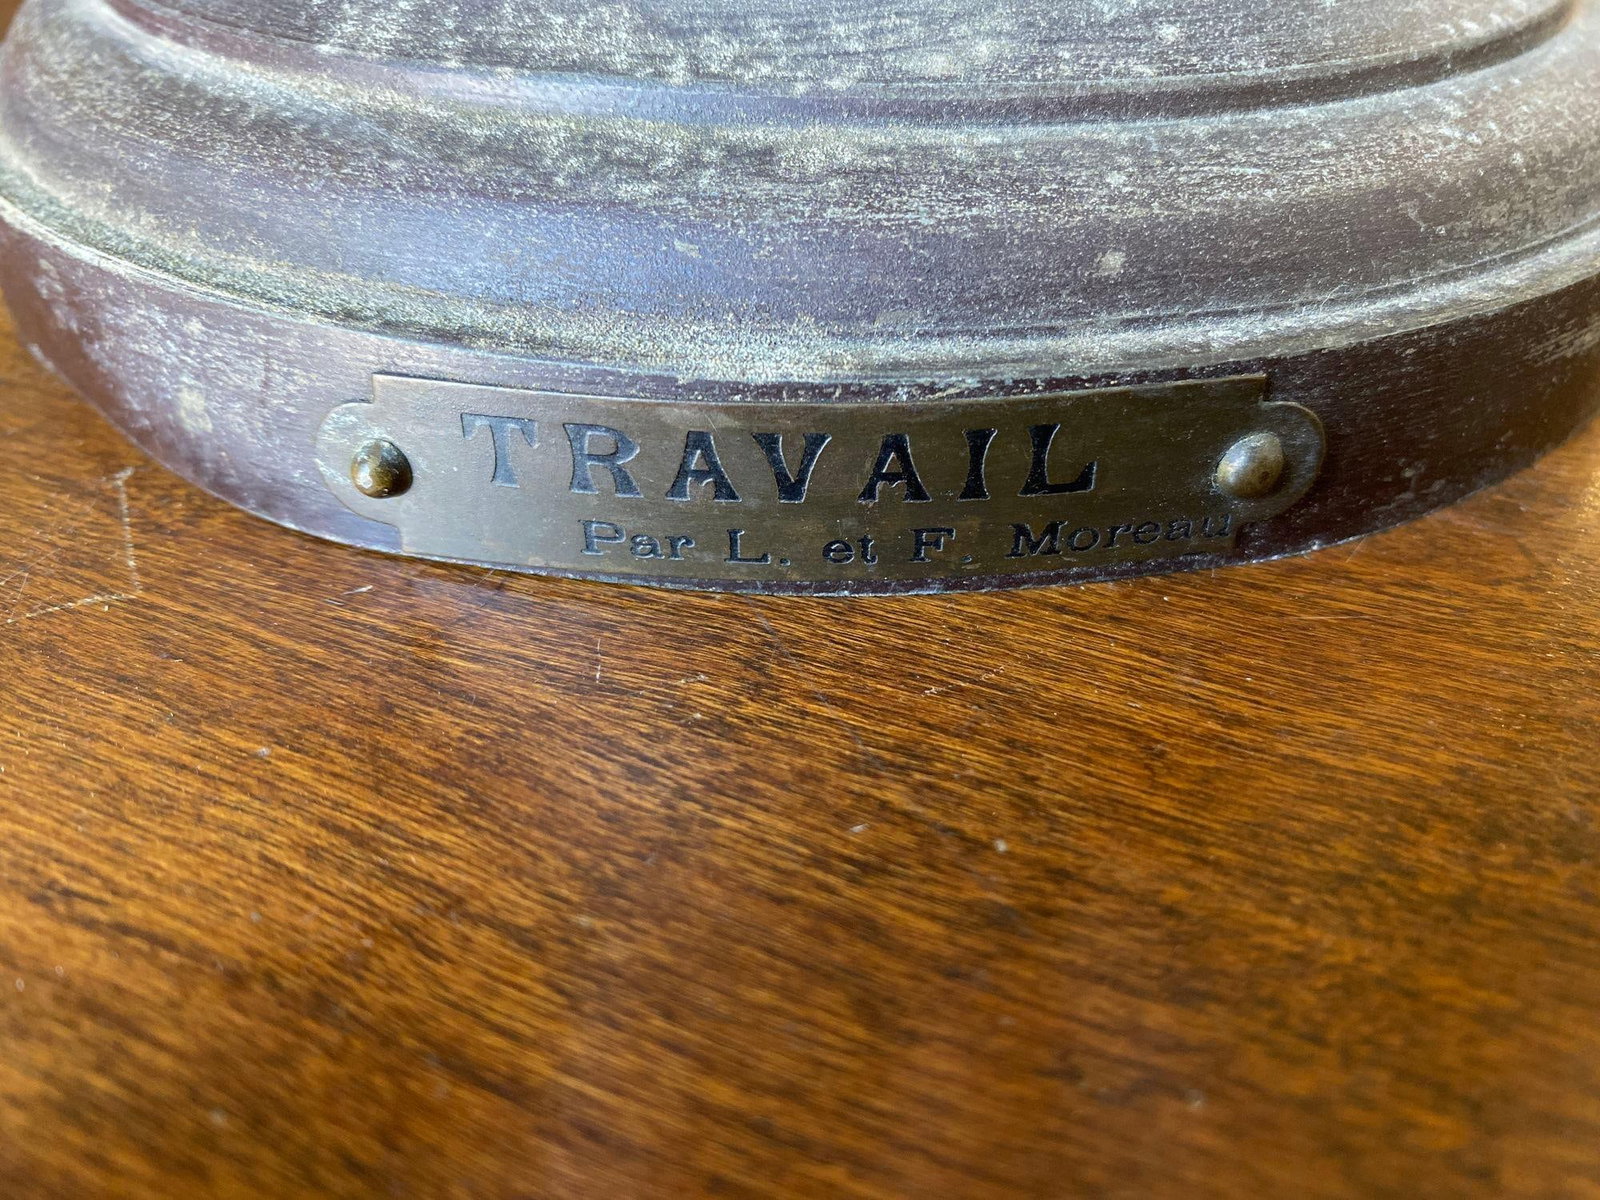 TRAVAIL
Par L. et F. Moreau